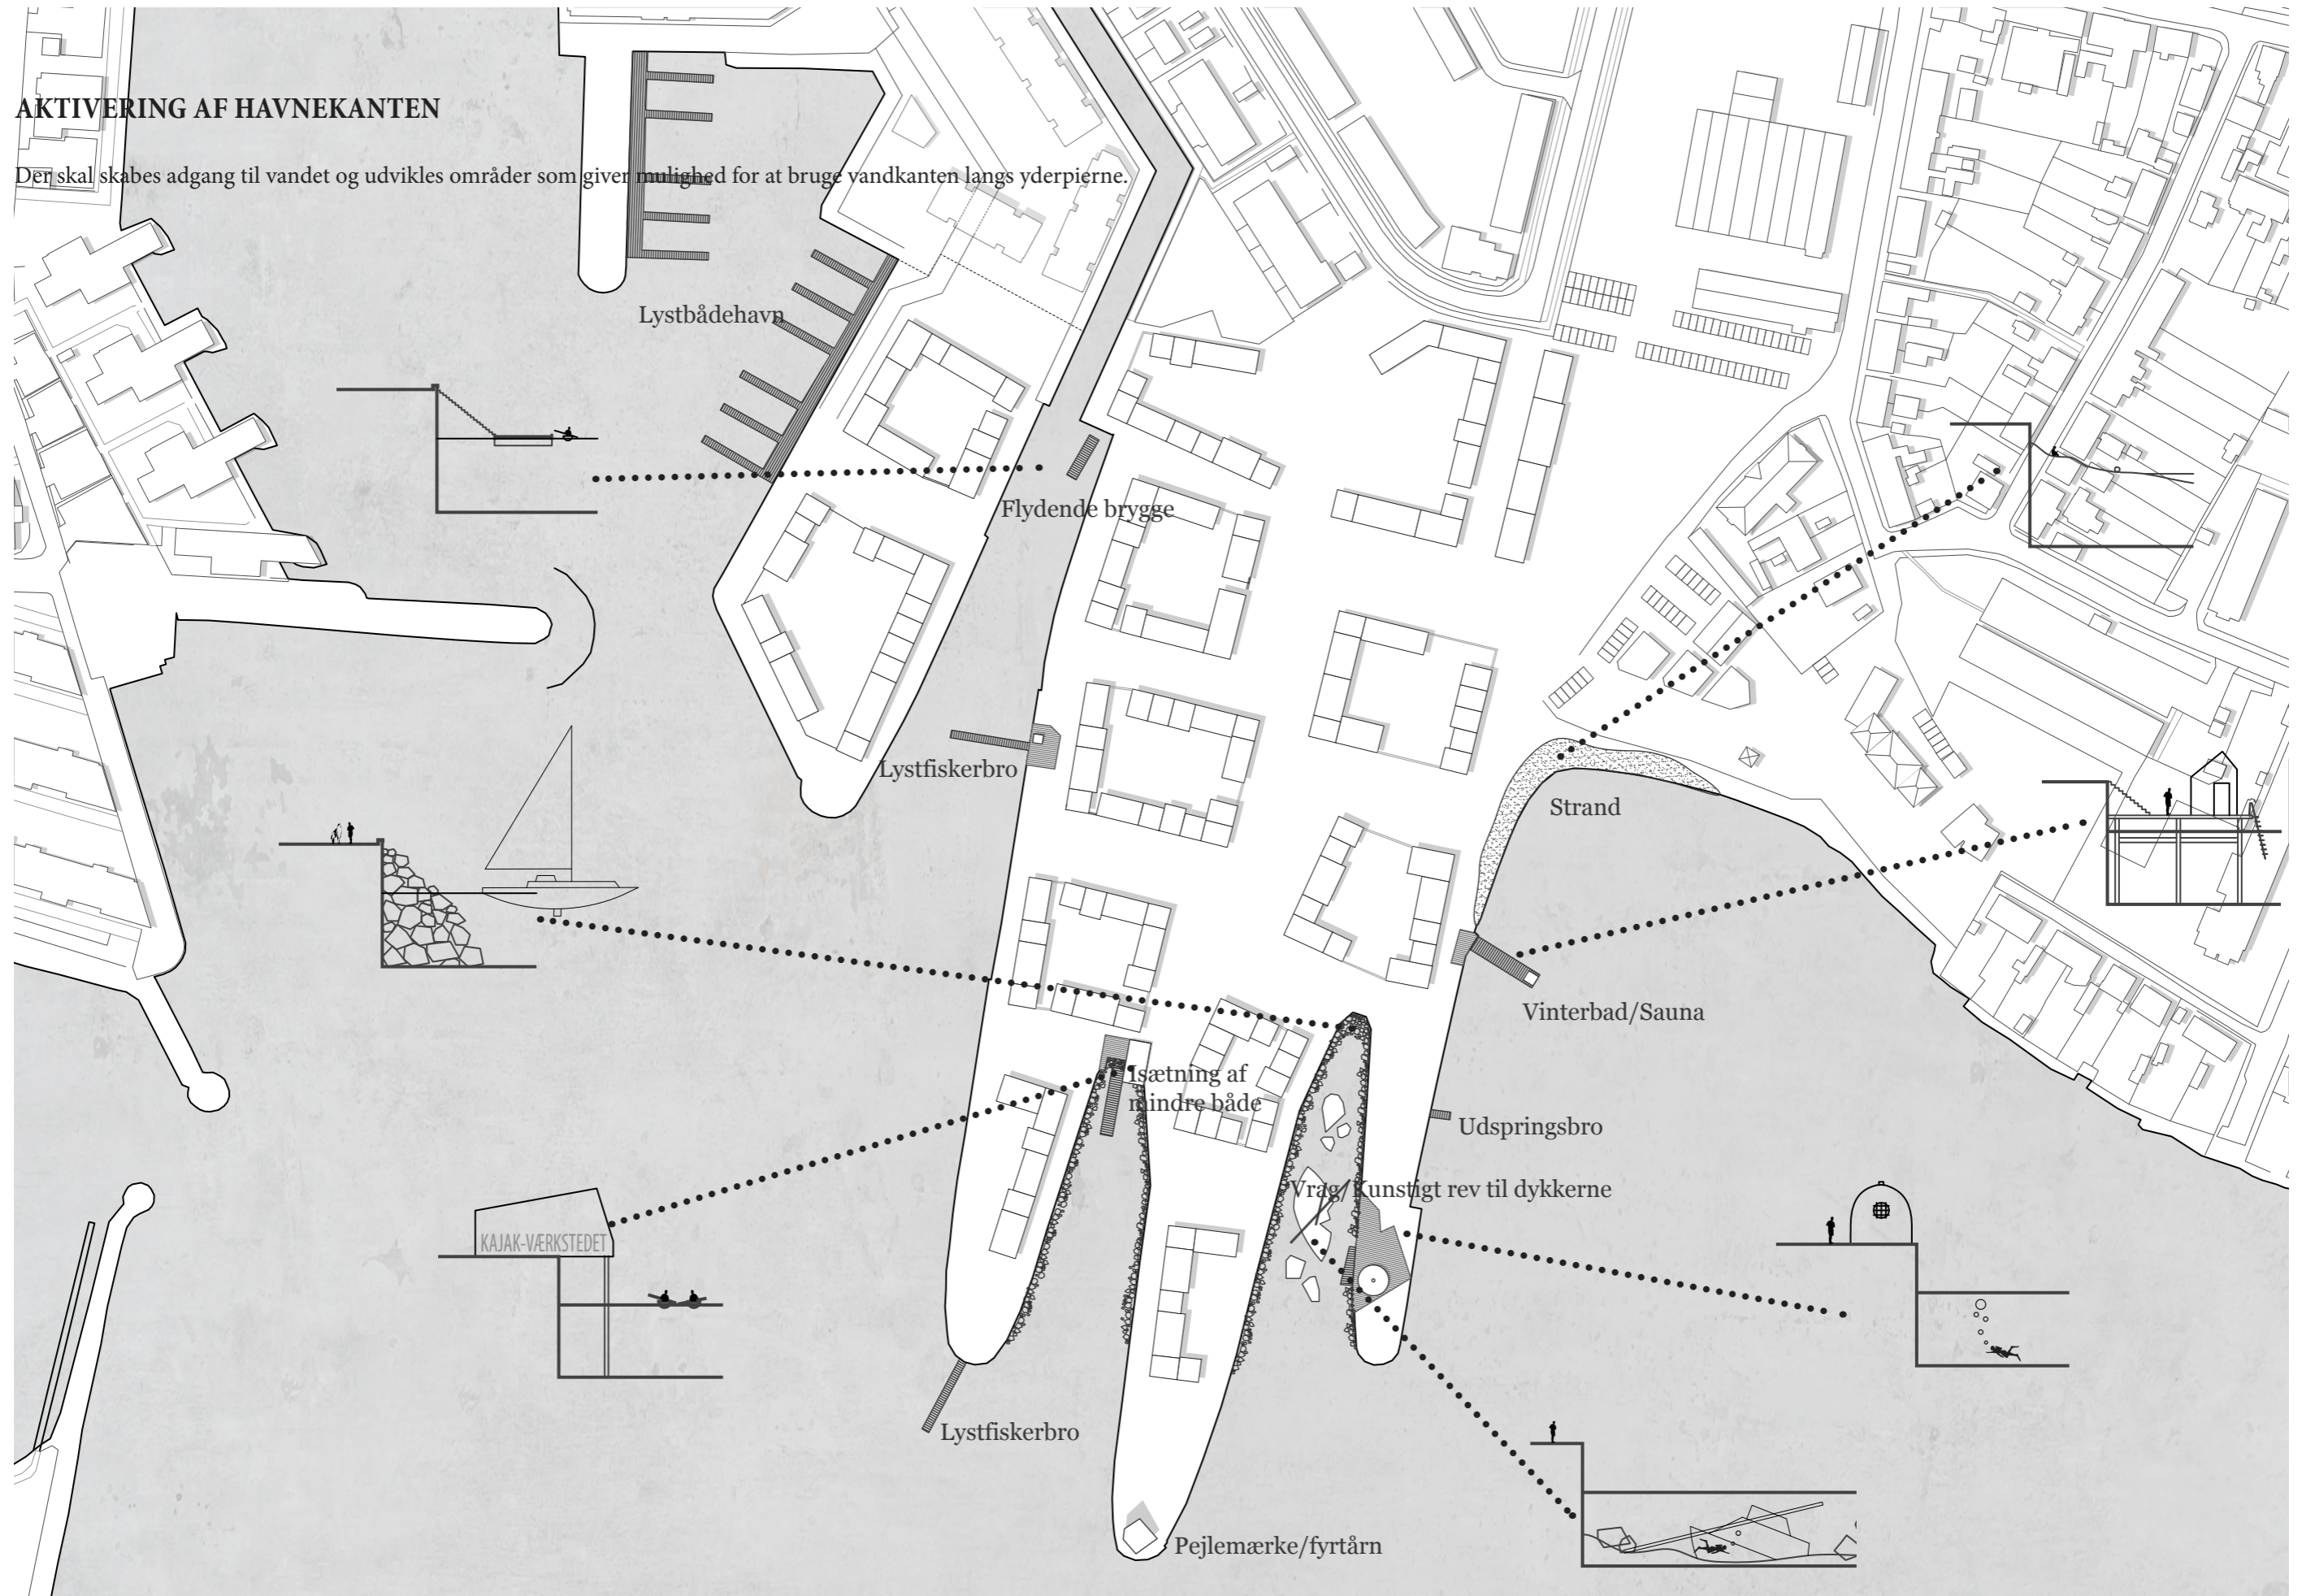 AKTIVERING AF HAVNEKANTEN
Der skal skabes adgang til vandet og udvikles områder som giver mulighed for at bruge vandkanten langs yderpierne.
Lystbådehavn
Flydende brygge
Lystfiskerbro
Strand
Vinterbad/Sauna
Isætning af
mindre både
Udspringsbro
Vrag/Kunstigt rev til dykkerne
KAJAK-VÆRKSTEDET
Lystfiskerbro
Pejlemærke/fyrtårn